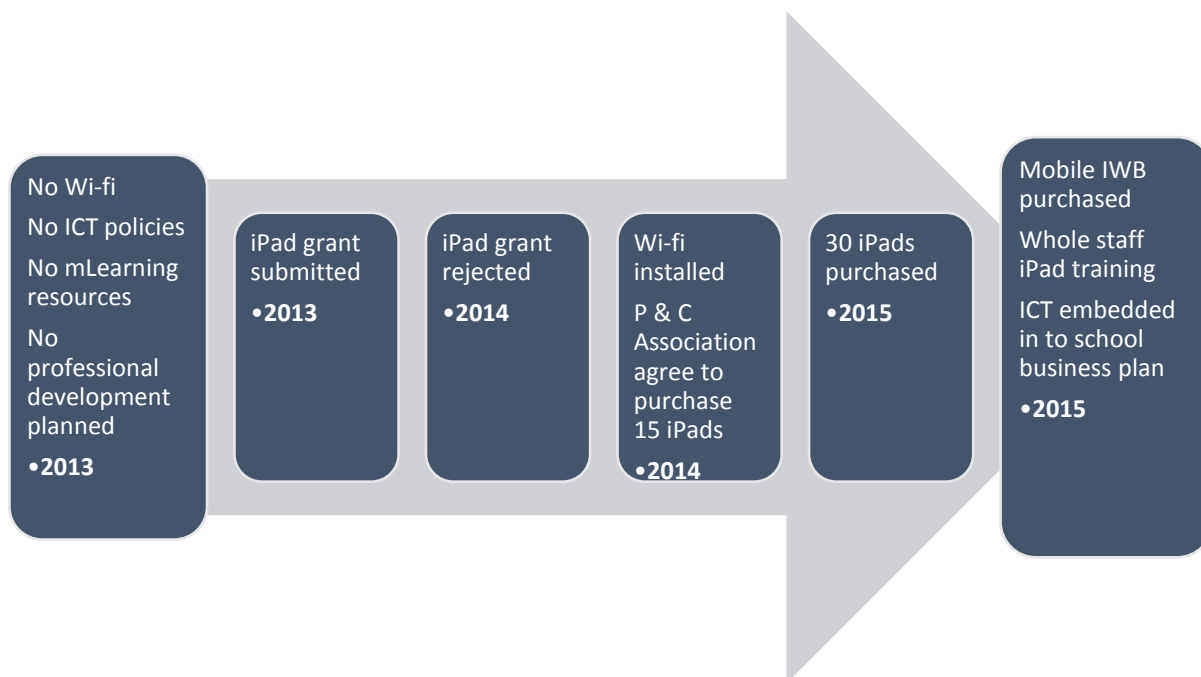 No Wi-fi
No ICT policies
No mLearning
resources
No
professional
development
planned
•2013
iPad grant
submitted
•2013
iPad grant
rejected
•2014
Wi-fi
installed
P & C
Association
agree to
purchase
15 iPads
•2014
30 iPads
purchased
•2015
Mobile IWB
purchased
Whole staff
iPad training
ICT embedded
in to school
business plan
•2015